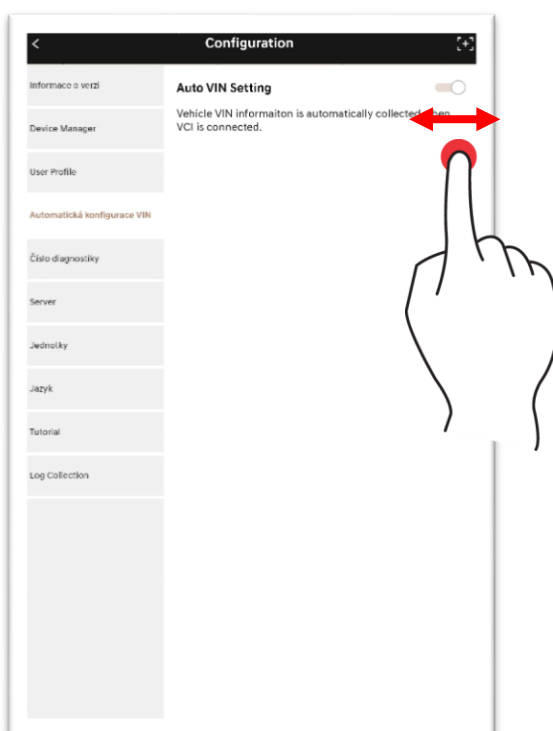 Configuration
Informace o verzi
Device Manager
User Profile
Automatická konfigurace VIN
Číslo diagnostiky
Server
Jednotky
Jazyk
Tutorial
Log Collection
Auto VIN Setting
Vehicle VIN informaiton is automatically collected
VCI is connected.